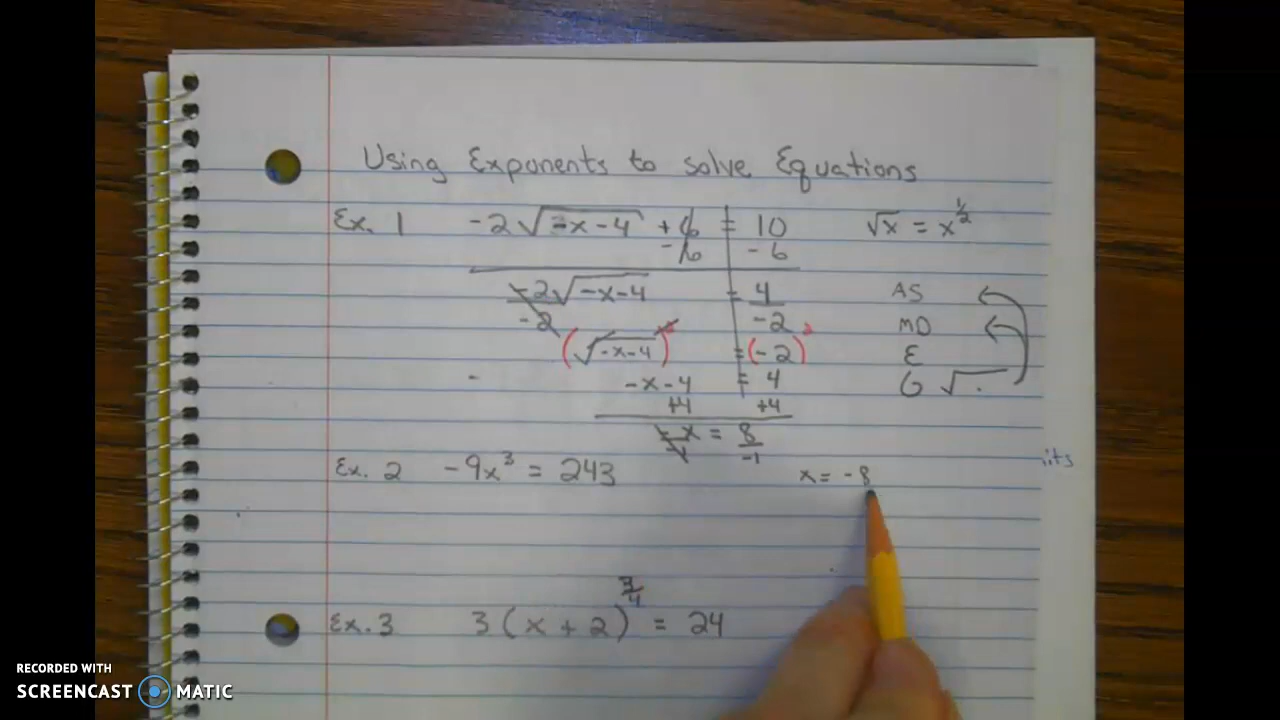 Using Exponents to solve Equations
Ex. 1 -2√-x-4 + 6 = 10 √x = x^1/2
-6 -6
-2√-x-4 = 4 AS
-2 -2 MD
(√-x-4)² = (-2)² E
-x-4 = 4 G √
+4 +4
-x = 8
-1 -1
Ex. 2 -9x³ = 243 x = -8
Ex. 3 3(x+2)^3/4 = 24
RECORDED WITH
SCREENCAST MATIC